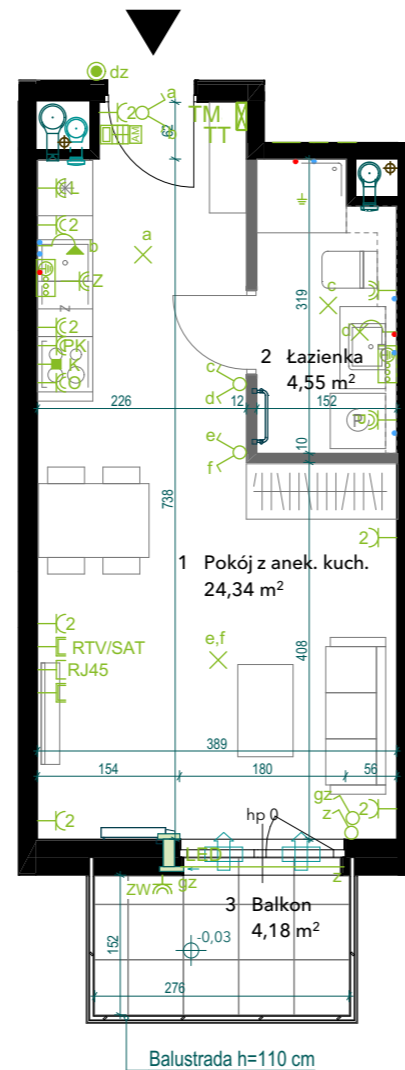 dz
2
a
TM
TT
AM
62
a
2
b
Z
2
PK
K
CO
319
c
2 Łazienka
4,55 m²
c
d
226
12
152
P
e
f
10
738
2
1 Pokój z anek. kuch.
24,34 m²
2
RTV/SAT
RJ45
e,f
408
389
154
180
56
gz
z
2
2
hp 0
LED
zw
gz
z
3 Balkon
4,18 m²
152
-0,03
276
Balustrada h=110 cm